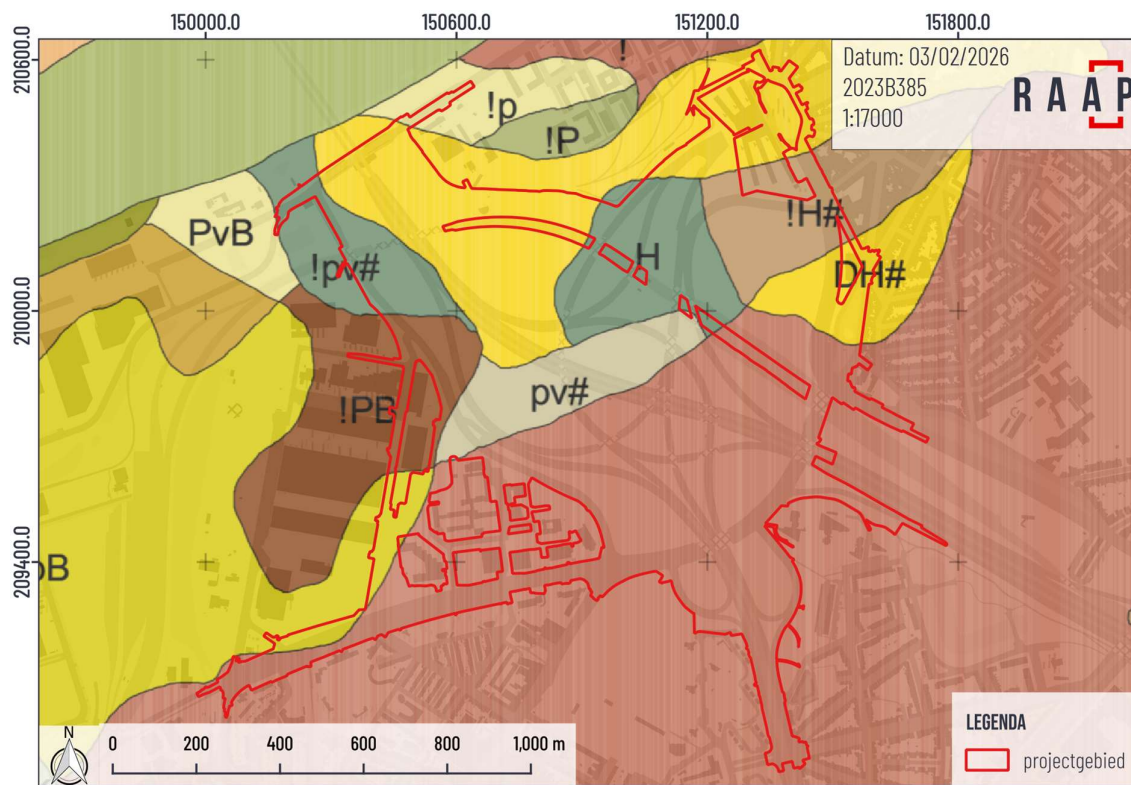 150000.0 150600.0 151200.0 151800.0
210600.0
210000.0
209400.0
Datum: 03/02/2026
2023B385
1:17000
RAAP
!
!p
!P
PvB
!pv#
H
!H#
DH#
!PB
pv#
B
N
0 200 400 600 800 1,000 m
LEGENDA
projectgebied